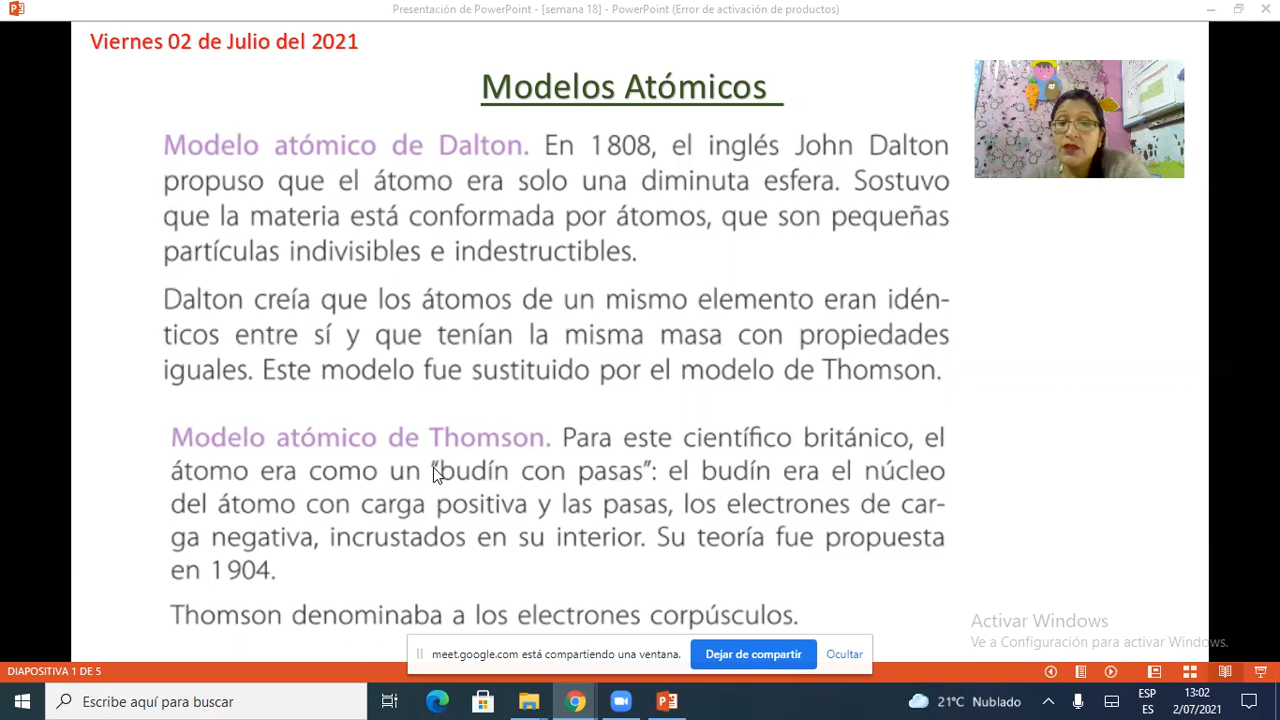 Presentación de PowerPoint - [semana 18] - PowerPoint (Error de activación de productos)
Viernes 02 de Julio del 2021
Modelos Atómicos
Modelo atómico de Dalton. En 1808, el inglés John Dalton
propuso que el átomo era solo una diminuta esfera. Sostuvo
que la materia está conformada por átomos, que son pequeñas
partículas indivisibles e indestructibles.
Dalton creía que los átomos de un mismo elemento eran idén-
ticos entre sí y que tenían la misma masa con propiedades
iguales. Este modelo fue sustituido por el modelo de Thomson.
Modelo atómico de Thomson. Para este científico británico, el
átomo era como un “budín con pasas”: el budín era el núcleo
del átomo con carga positiva y las pasas, los electrones de car-
ga negativa, incrustados en su interior. Su teoría fue propuesta
en 1904.
Thomson denominaba a los electrones corpúsculos.
Activar Windows
Ve a Configuración para activar Windows.
meet.google.com está compartiendo una ventana.
Dejar de compartir
Ocultar
DIAPOSITIVA 1 DE 5
Escribe aquí para buscar
21°C Nublado
ESP
ES
13:02
2/07/2021